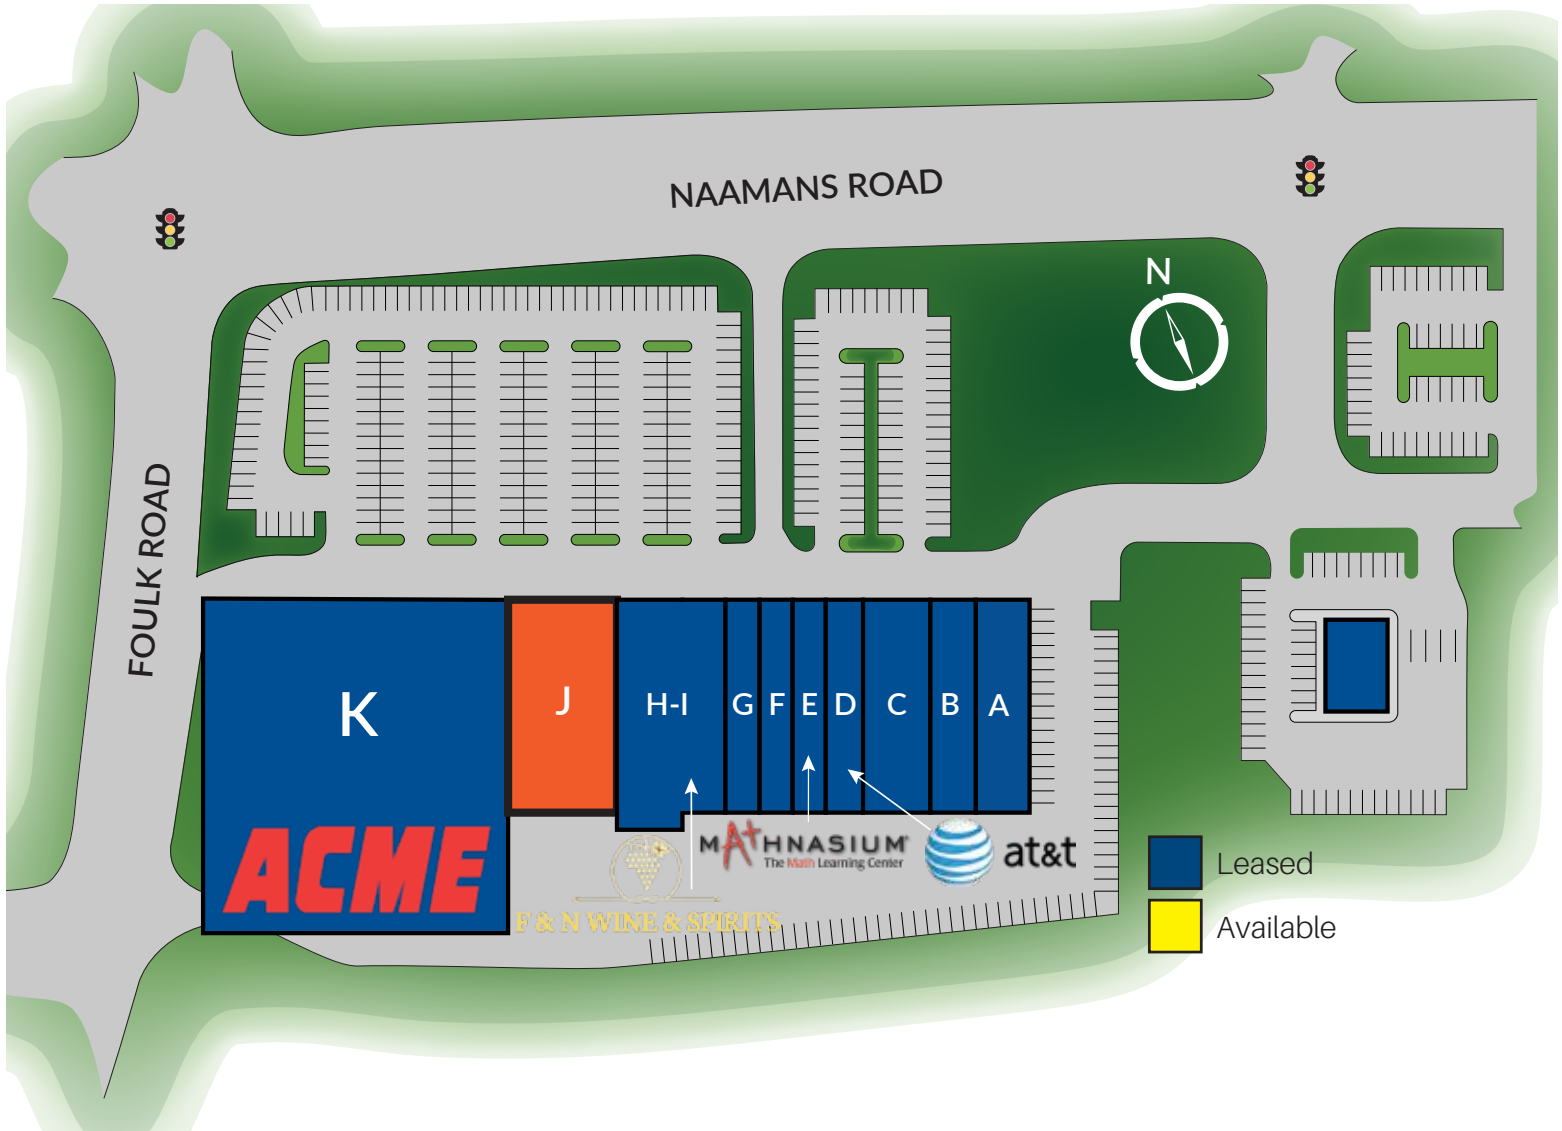 NAAMANS ROAD
N
FOULK ROAD
K
J
H-I
G
F
E
D
C
B
A
ACME
MATHNASIUM
The Math Learning Center
at&t
F & N WINE & SPIRITS
Leased
Available